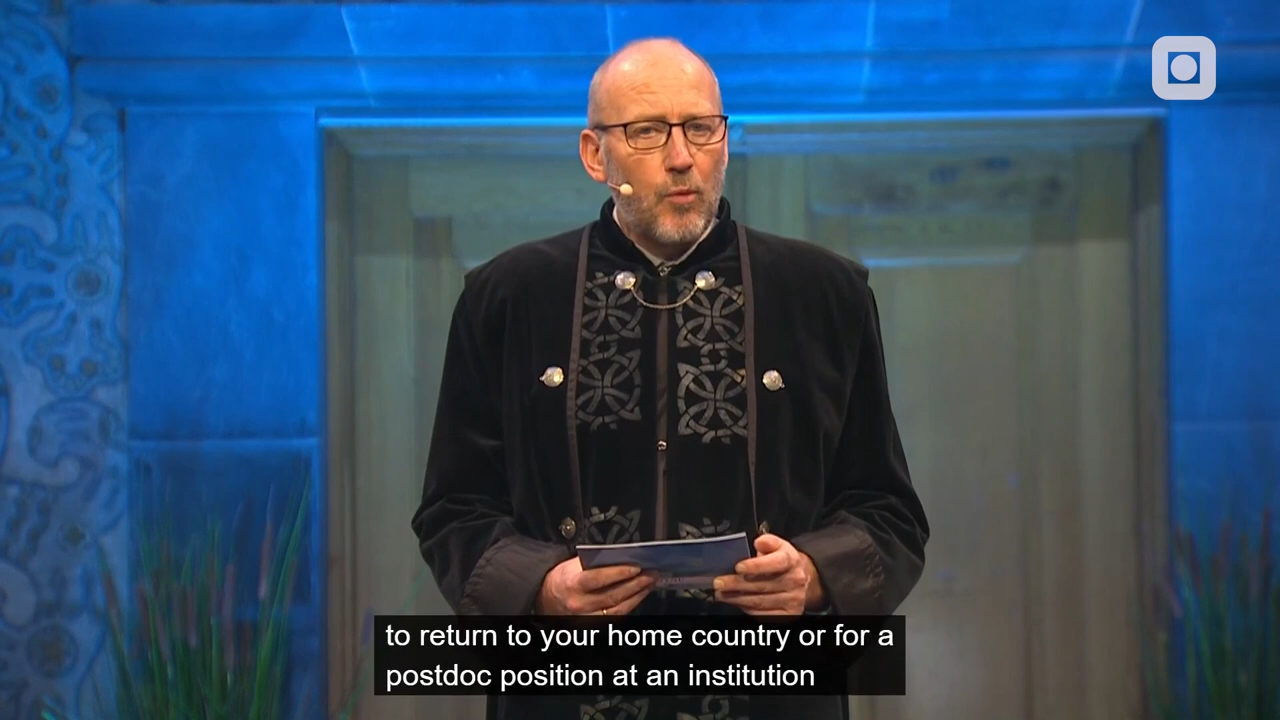 to return to your home country or for a
postdoc position at an institution